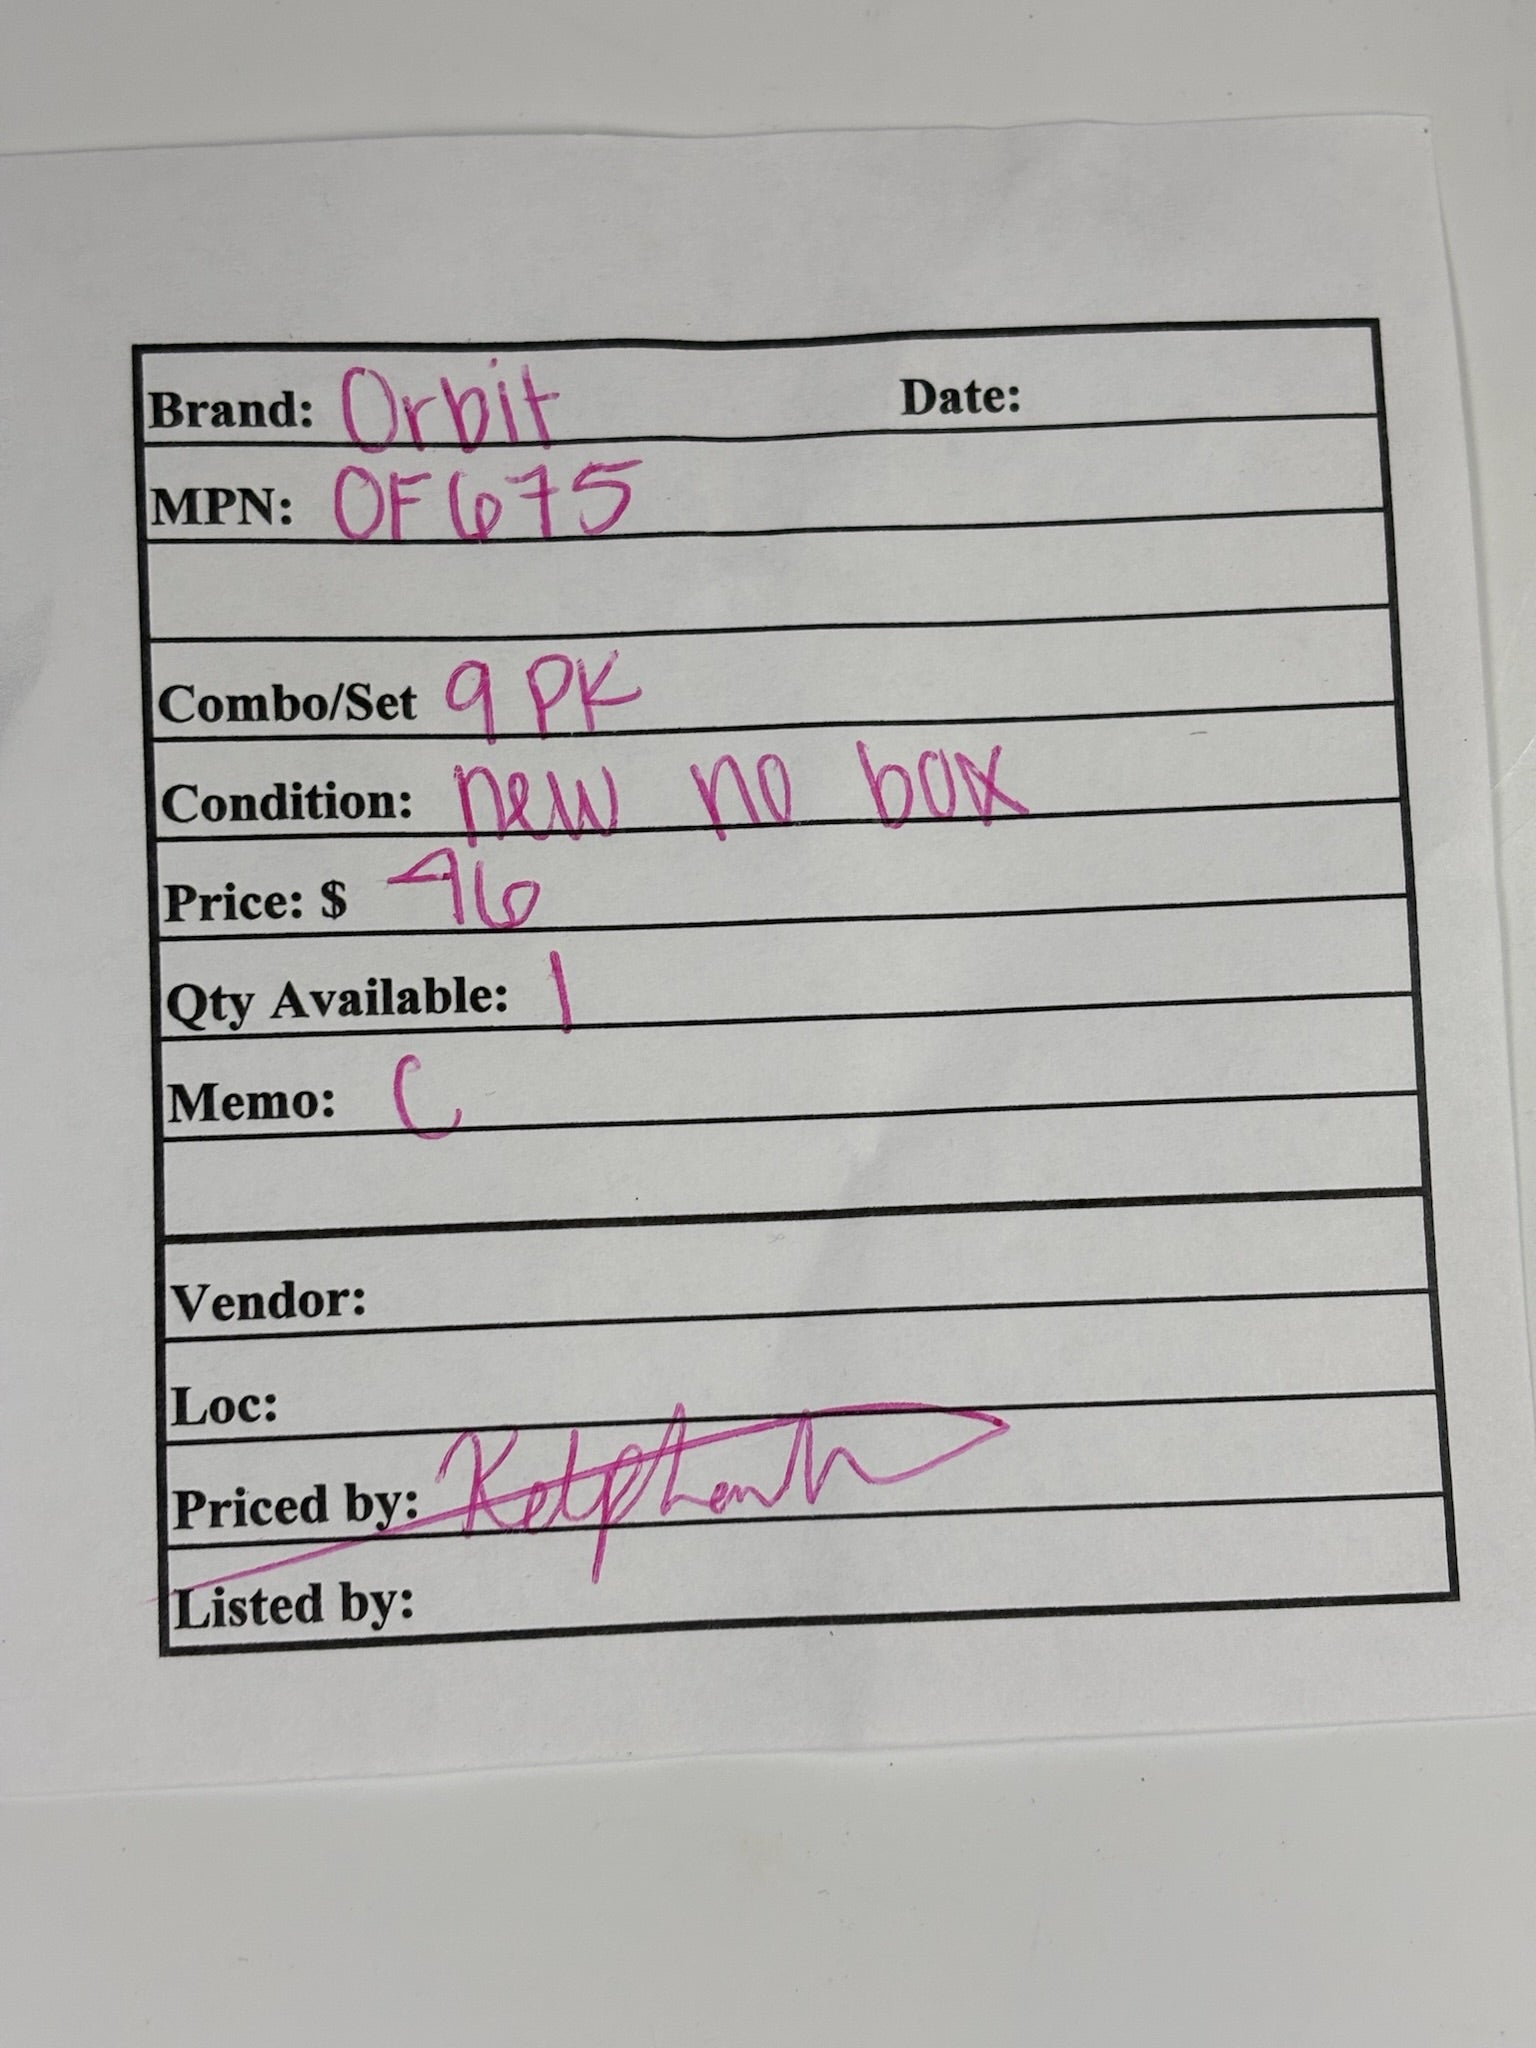 Brand: Orbit Date:
MPN: OF675
Combo/Set 9 PK
Condition: new no box
Price: $ 96
Qty Available: 1
Memo: C
Vendor:
Loc:
Priced by:
Listed by: